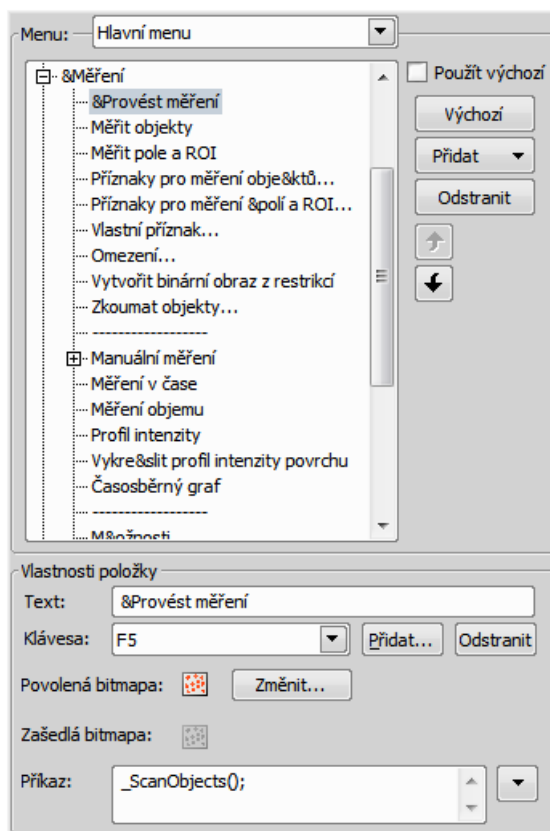 Menu: Hlavní menu
&Měření
Použít výchozí
&Provést měření
Výchozí
Měřit objekty
Měřit pole a ROI
Přidat
Příznaky pro měření obje&któ...
Příznaky pro měření &polí a ROI...
Odstranit
Vlastní příznak...
Omezení...
Vytvořit binární obraz z restrikcí
Zkoumat objekty...
------------------
Manuální měření
Měření v čase
Měření objemu
Profil intenzity
Vykre&slit profil intenzity povrchu
Časosběrný graf
------------------
M&ožnosti
Vlastnosti položky
Text: &Provést měření
Klávesa: F5 Přidat... Odstranit
Povolená bitmapa: Změnit...
Zašedlá bitmapa:
Příkaz: _ScanObjects();